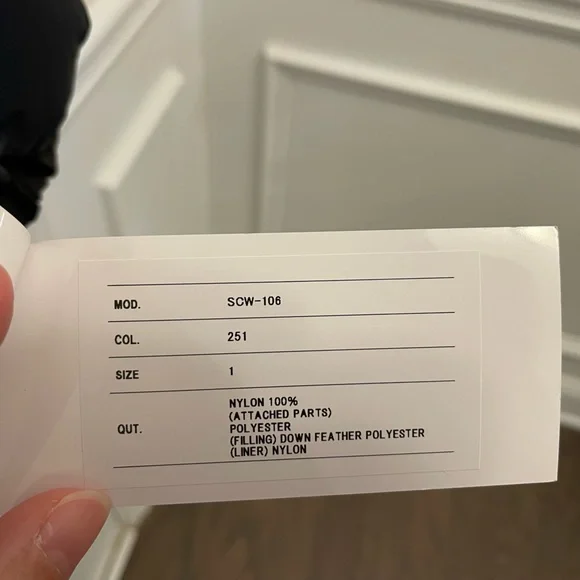 MOD. SCW-106
COL. 251
SIZE 1
QUT. NYLON 100%
(ATTACHED PARTS)
POLYESTER
(FILLING) DOWN FEATHER POLYESTER
(LINER) NYLON